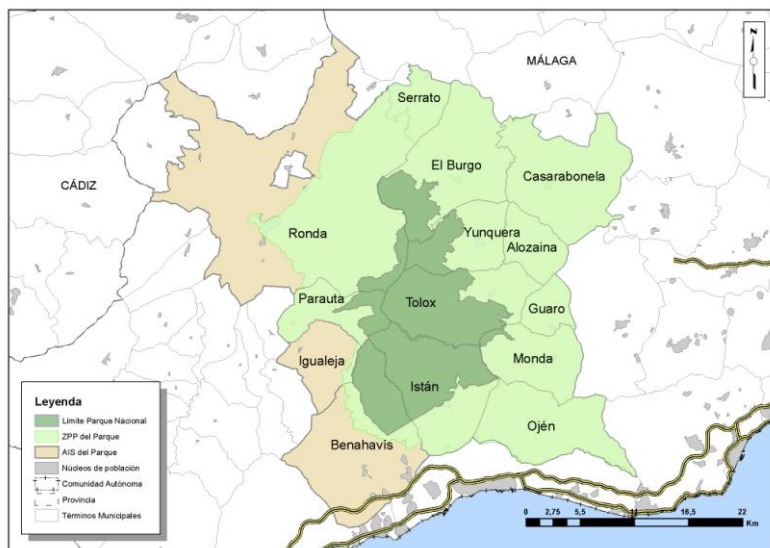 MÁLAGA
N
Serrato
El Burgo
Casarabonela
CÁDIZ
Ronda
Yunquera
Alozaina
Parauta
Tolox
Guaro
Igualeja
Monda
Istán
Ojén
Benahavís
Leyenda
Límite Parque Nacional
ZPP del Parque
AIS del Parque
Núcleos de población
Comunidad Autónoma
Provincia
Términos Municipales
0 2,75 5,5 11 16,5 22
Km